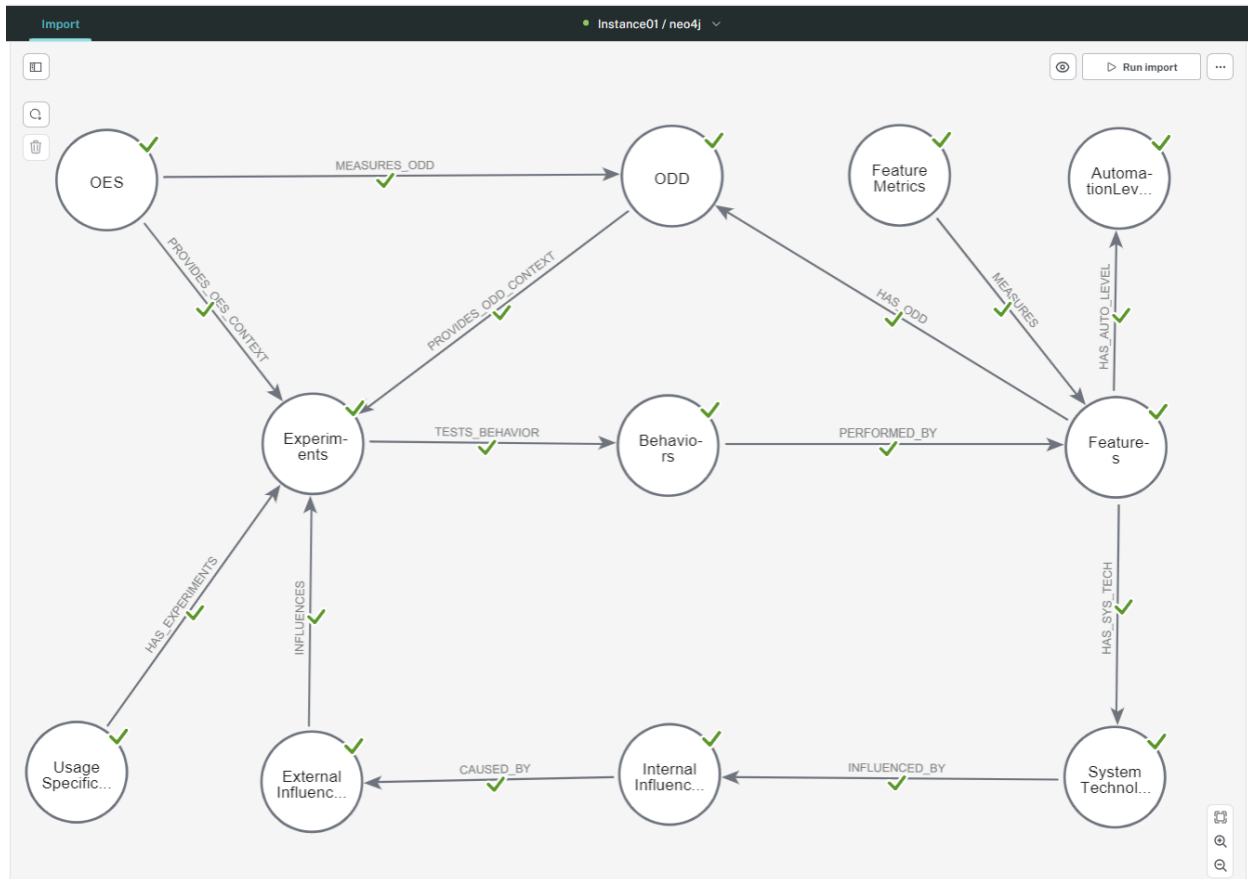 Import
Instance01 / neo4j
Run import
OES
MEASURES_ODD
ODD
Feature
Metrics
Automa-
tionLev...
PROVIDES_OES_CONTEXT
PROVIDES_ODD_CONTEXT
HAS_ODD
MEASURES
HAS_AUTO_LEVEL
Experim-
ents
TESTS_BEHAVIOR
Behavio-
rs
PERFORMED_BY
Feature-
s
HAS_EXPERIMENTS
INFLUENCES
HAS_SYS_TECH
Usage
Specific...
External
Influenc...
CAUSED_BY
Internal
Influenc...
INFLUENCED_BY
System
Technol...